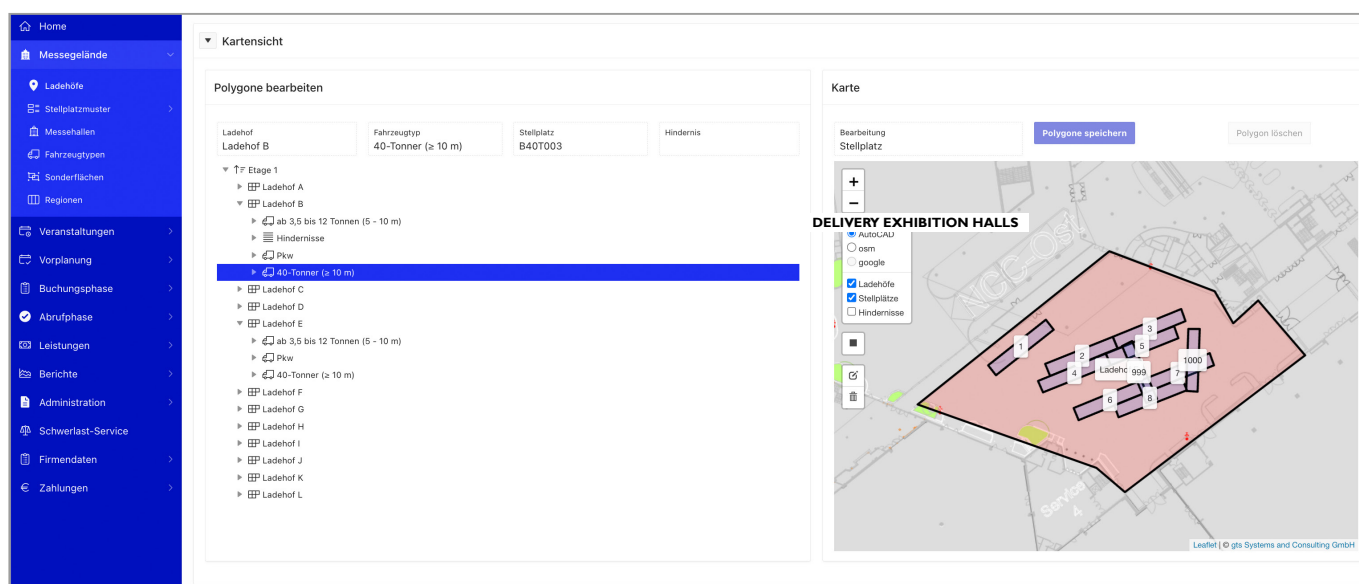 Home
Messegelände
Ladehöfe
Stellplatzmuster
Messehallen
Fahrzeugtypen
Sonderflächen
Regionen
Veranstaltungen
Vorplanung
Buchungsphase
Abrufphase
Leistungen
Berichte
Administration
Schwerlast-Service
Firmendaten
Zahlungen
Kartensicht
Polygone bearbeiten
Ladehof
Ladehof B
Fahrzeugtyp
40-Tonner (≥ 10 m)
Stellplatz
B40T003
Hindernis
Etage 1
Ladehof A
Ladehof B
ab 3,5 bis 12 Tonnen (5 - 10 m)
Hindernisse
Pkw
40-Tonner (≥ 10 m)
Ladehof C
Ladehof D
Ladehof E
ab 3,5 bis 12 Tonnen (5 - 10 m)
Pkw
40-Tonner (≥ 10 m)
Ladehof F
Ladehof G
Ladehof H
Ladehof I
Ladehof J
Ladehof K
Ladehof L
Karte
Bearbeitung
Stellplatz
Polygone speichern
Polygon löschen
+
−
DELIVERY EXHIBITION HALLS
AutoCAD
osm
google
Ladehöfe
Stellplätze
Hindernisse
NCC-Ost
1
2
3
4
5
Ladeho
999
7
1000
6
8
Service
4
Leaflet | © gts Systems and Consulting GmbH